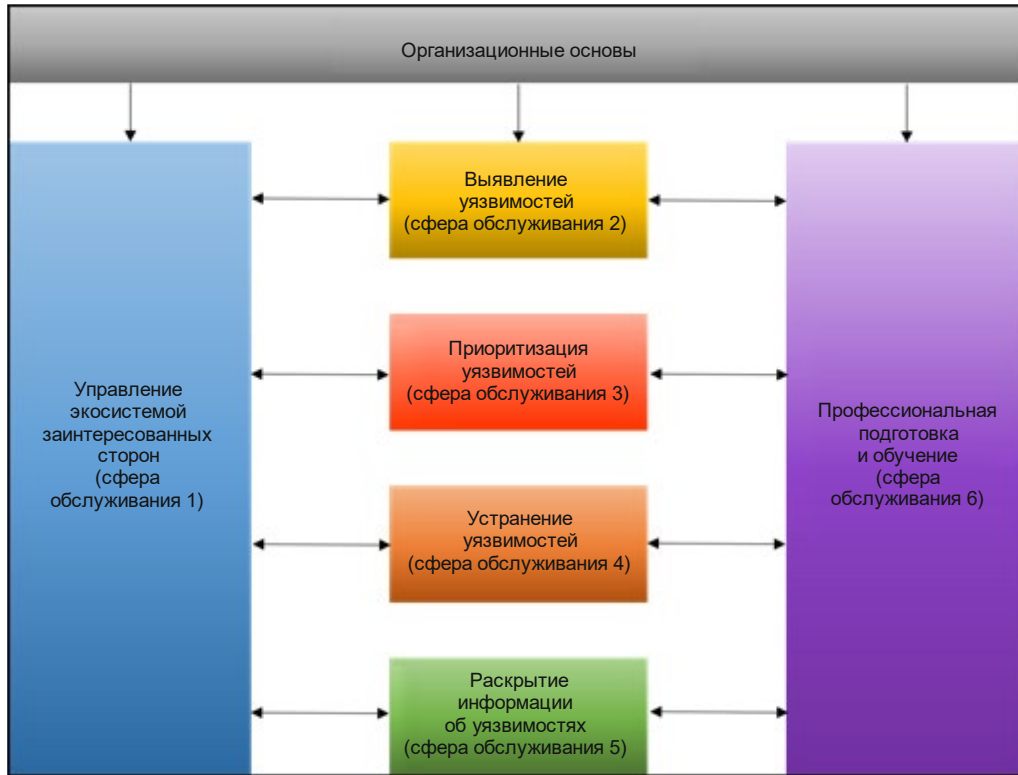 Организационные основы
Выявление
уязвимостей
(сфера обслуживания 2)
Приоритизация
уязвимостей
(сфера обслуживания 3)
Управление
экосистемой
заинтересованных
сторон
(сфера
обслуживания 1)
Профессиональная
подготовка
и обучение
(сфера
обслуживания 6)
Устранение
уязвимостей
(сфера обслуживания 4)
Раскрытие
информации
об уязвимостях
(сфера обслуживания 5)